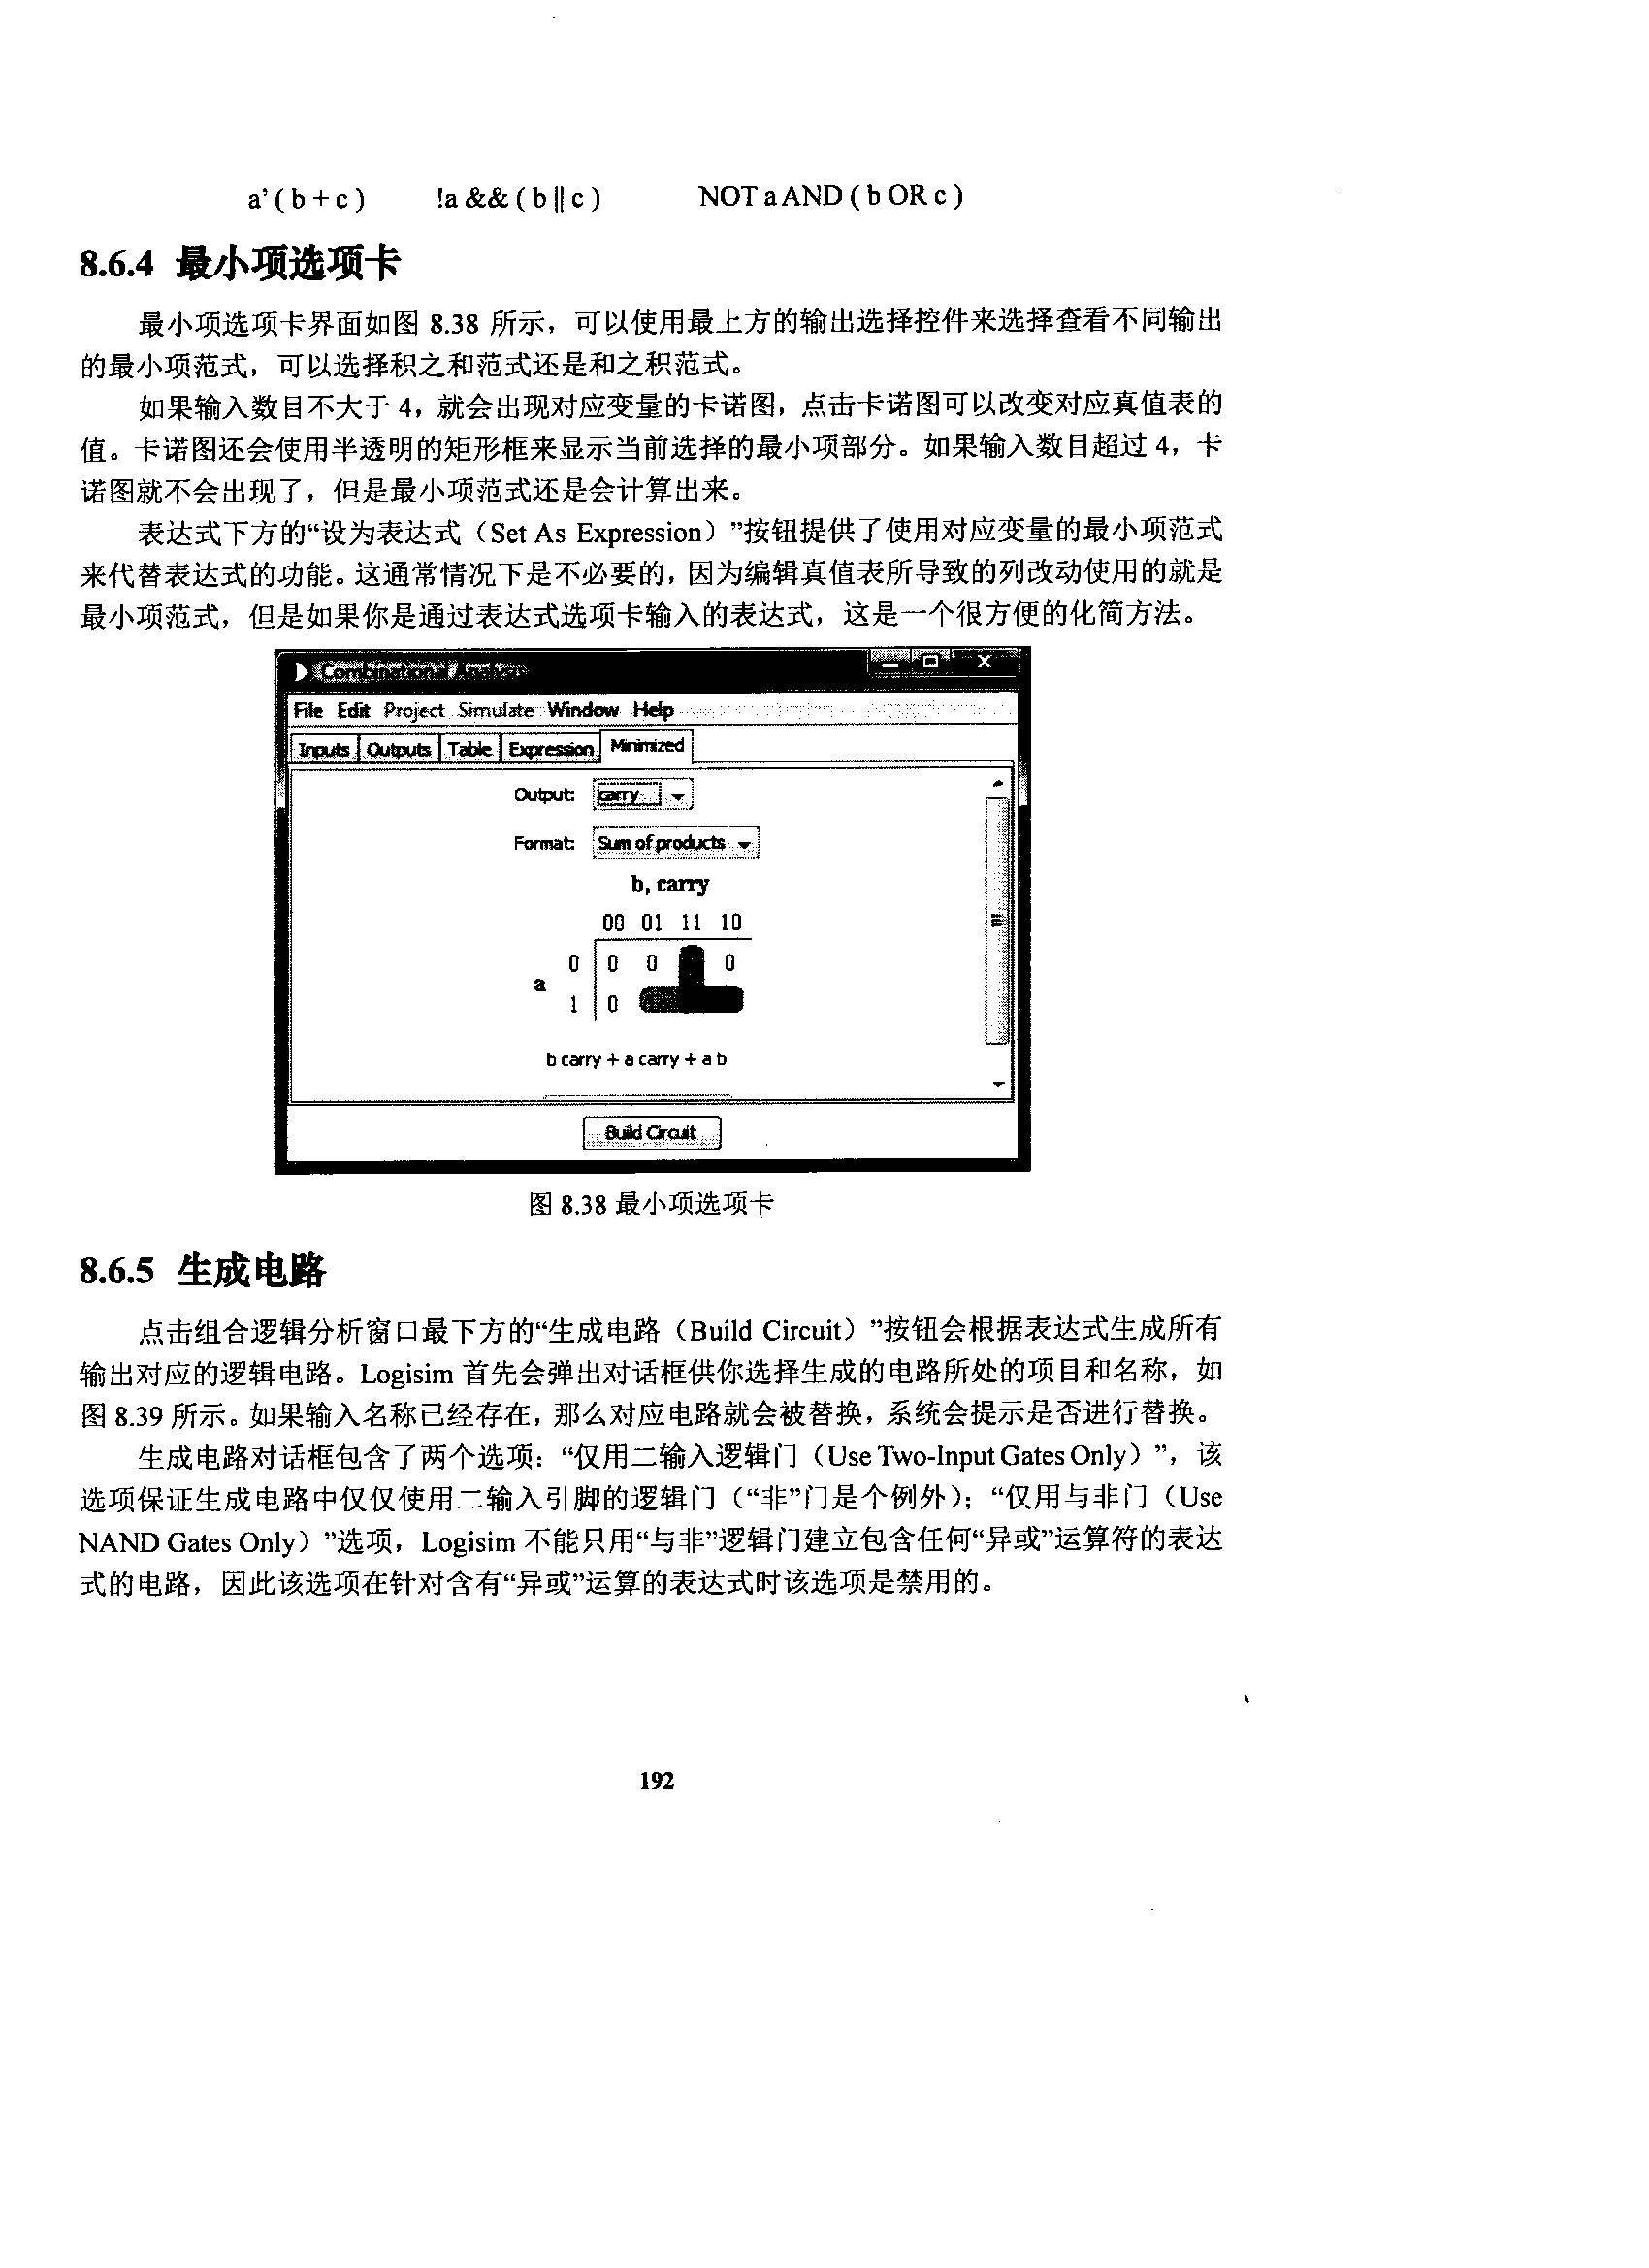 a’ ( b + c )   !a && ( b || c )   NOT a AND ( b OR c )
8.6.4 最小项选项卡
最小项选项卡界面如图 8.38 所示，可以使用最上方的输出选择控件来选择查看不同输出
的最小项范式，可以选择积之和范式还是和之积范式。
如果输入数目不大于 4，就会出现对应变量的卡诺图，点击卡诺图可以改变对应真值表的
值。卡诺图还会使用半透明的矩形框来显示当前选择的最小项部分。如果输入数目超过 4，卡
诺图就不会出现了，但是最小项范式还是会计算出来。
表达式下方的“设为表达式（Set As Expression）”按钮提供了使用对应变量的最小项范式
来代替表达式的功能。这通常情况下是不必要的，因为编辑真值表所导致的列改动使用的就是
最小项范式，但是如果你是通过表达式选项卡输入的表达式，这是一个很方便的化简方法。
Combinational Analysis
File Edit Project Simulate Window Help
Inputs Outputs Table Expression Minimized
Output: carry
Format: Sum of products
b, carry
00 01 11 10
0 0 0 0
a
1 0
b carry + a carry + a b
Build Circuit
图 8.38 最小项选项卡
8.6.5 生成电路
点击组合逻辑分析窗口最下方的“生成电路（Build Circuit）”按钮会根据表达式生成所有
输出对应的逻辑电路。Logisim 首先会弹出对话框供你选择生成的电路所处的项目和名称，如
图 8.39 所示。如果输入名称已经存在，那么对应电路就会被替换，系统会提示是否进行替换。
生成电路对话框包含了两个选项：“仅用二输入逻辑门（Use Two-Input Gates Only）”，该
选项保证生成电路中仅仅使用二输入引脚的逻辑门（“非”门是个例外）；“仅用与非门（Use
NAND Gates Only）”选项，Logisim 不能只用“与非”逻辑门建立包含任何“异或”运算符的表达
式的电路，因此该选项在针对含有“异或”运算的表达式时该选项是禁用的。
192